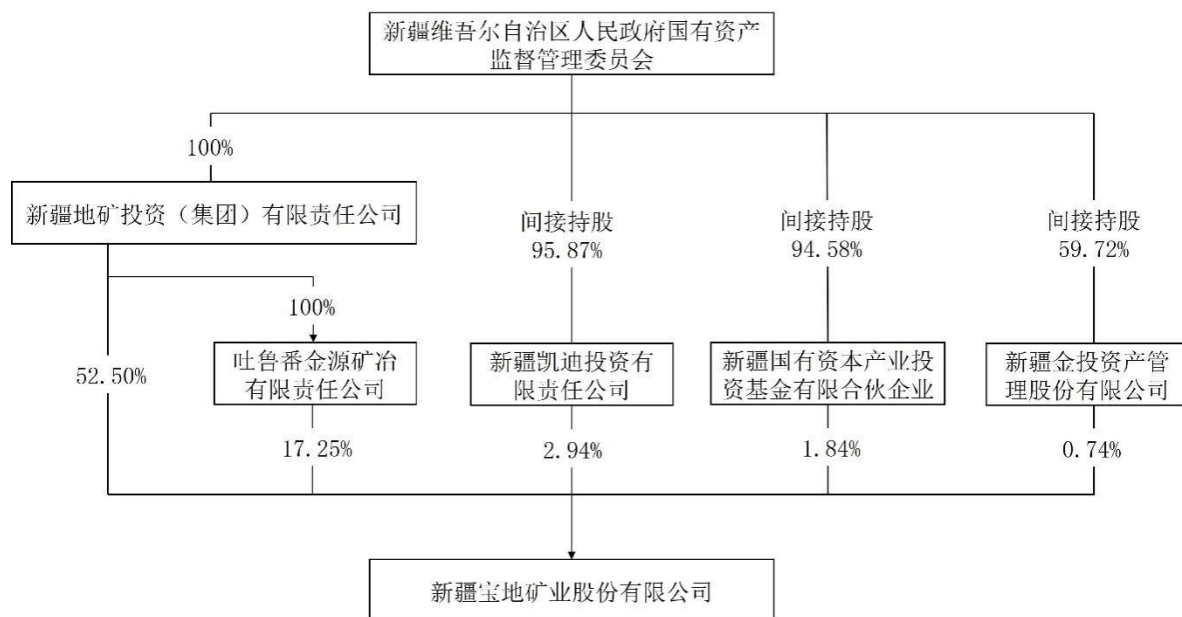 新疆维吾尔自治区人民政府国有资产
监督管理委员会
100%
新疆地矿投资（集团）有限责任公司
间接持股
95.87%
间接持股
94.58%
间接持股
59.72%
100%
52.50%
吐鲁番金源矿冶
有限责任公司
新疆凯迪投资有
限责任公司
新疆国有资本产业投
资基金有限合伙企业
新疆金投资产管
理股份有限公司
17.25%
2.94%
1.84%
0.74%
新疆宝地矿业股份有限公司